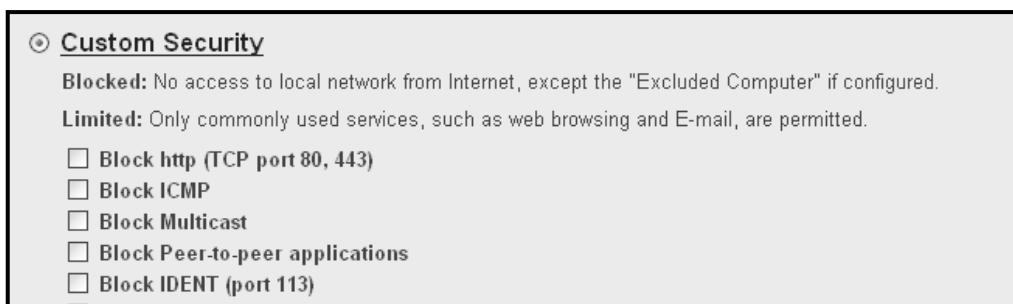 Custom Security
Blocked: No access to local network from Internet, except the "Excluded Computer" if configured.
Limited: Only commonly used services, such as web browsing and E-mail, are permitted.
Block http (TCP port 80, 443)
Block ICMP
Block Multicast
Block Peer-to-peer applications
Block IDENT (port 113)